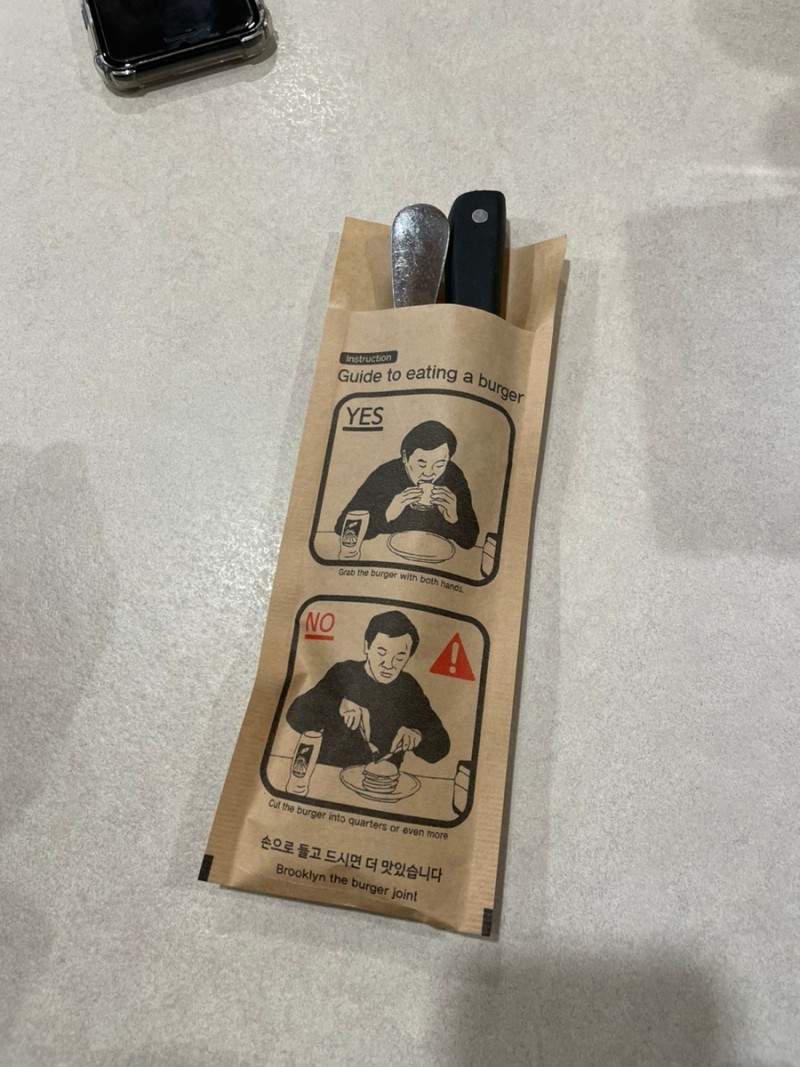 Instruction
Guide to eating a burger
YES
Grab the burger with both hands.
NO
Cut the burger into quarters or even more
손으로 들고 드시면 더 맛있습니다
Brooklyn the burger joint